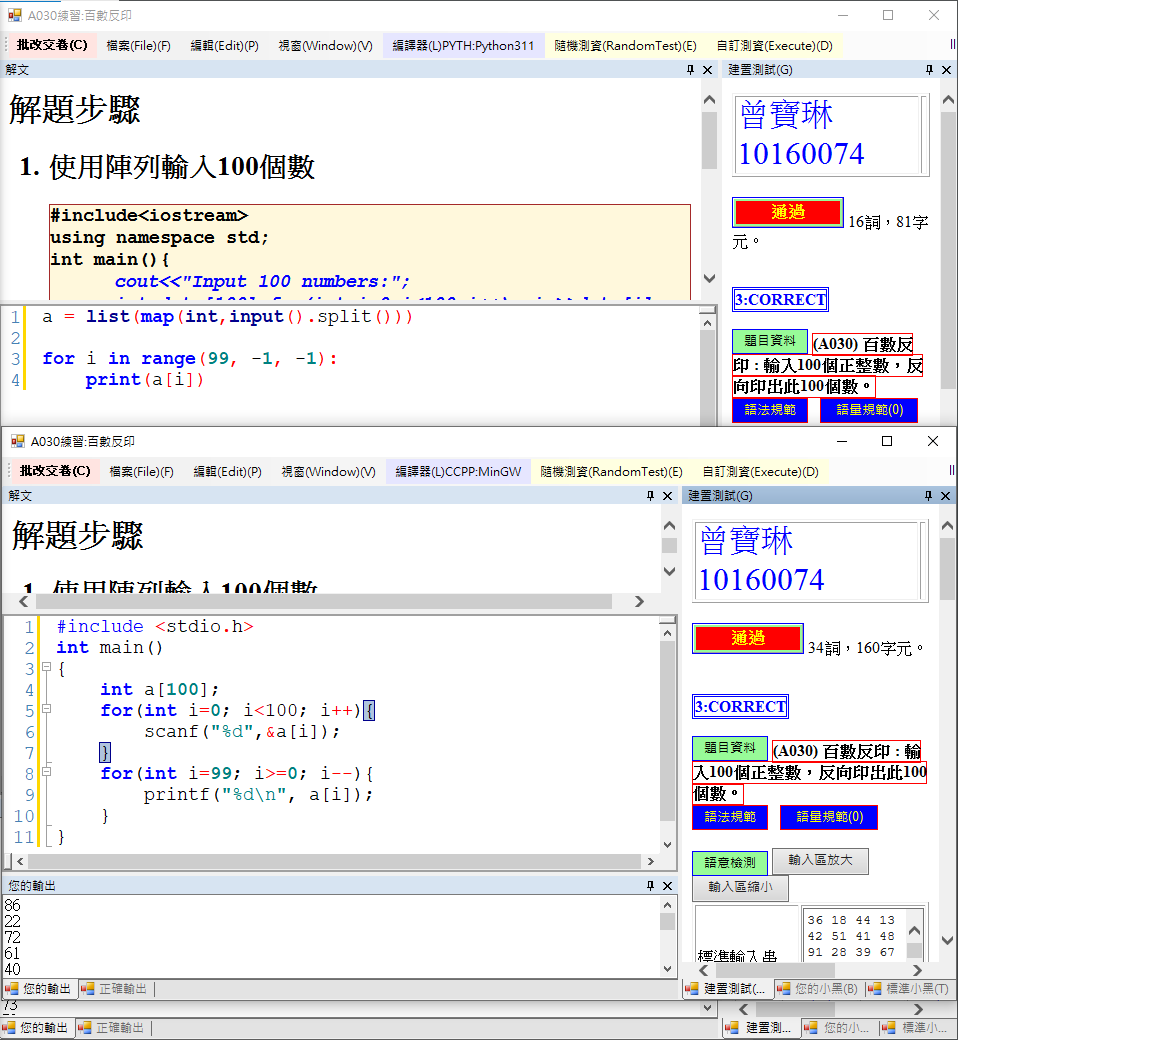 A030練習:百數反印
批改交卷(C) 檔案(File)(F) 編輯(Edit)(P) 視窗(Window)(V) 編譯器(L)PYTH:Python311 隨機測資(RandomTest)(E) 自訂測資(Execute)(D)
解文
解題步驟
1. 使用陣列輸入100個數
#include<iostream>
using namespace std;
int main(){
cout<<"Input 100 numbers:";
1 a = list(map(int,input().split()))
2
3 for i in range(99, -1, -1):
4 print(a[i])
建置測試(G)
曾寶琳
10160074
通過 16詞，81字
元。
3:CORRECT
題目資料 (A030) 百數反
印 : 輸入100個正整數，反
向印出此100個數。
語法規範 語量規範(0)
A030練習:百數反印
批改交卷(C) 檔案(File)(F) 編輯(Edit)(P) 視窗(Window)(V) 編譯器(L)CCPP:MinGW 隨機測資(RandomTest)(E) 自訂測資(Execute)(D)
解文
解題步驟
1. 使用陣列輸入100個數
1 #include <stdio.h>
2 int main()
3 {
4 int a[100];
5 for(int i=0; i<100; i++){
6 scanf("%d",&a[i]);
7 }
8 for(int i=99; i>=0; i--){
9 printf("%d\n", a[i]);
10 }
11 }
您的輸出
86
22
72
61
40
您的輸出 正確輸出
建置測試(G)
曾寶琳
10160074
通過 34詞，160字元。
3:CORRECT
題目資料 (A030) 百數反印 : 輸
入100個正整數，反向印出此100
個數。
語法規範 語量規範(0)
語意檢測 輸入區放大
輸入區縮小
標準輸入串
36 18 44 13
42 51 41 48
91 28 39 67
建置測試(... 您的小黑(B) 標準小黑(T)
73
您的輸出 正確輸出
建置測... 您的小... 標準小...